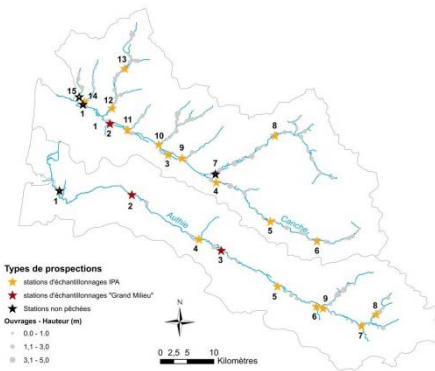 13
15
14
1
12
1
2
11
10
3
9
8
7
4
5
6
Canche
1
2
Authie
4
3
5
6
9
8
7
Types de prospections
stations d'échantillonnages IPA
stations d'échantillonnages "Grand Milieu"
Stations non pêchées
Ouvrages - Hauteur (m)
0.0 - 1.0
1,1 - 3,0
3,1 - 5,0
N
0 2,5 5 10
Kilomètres